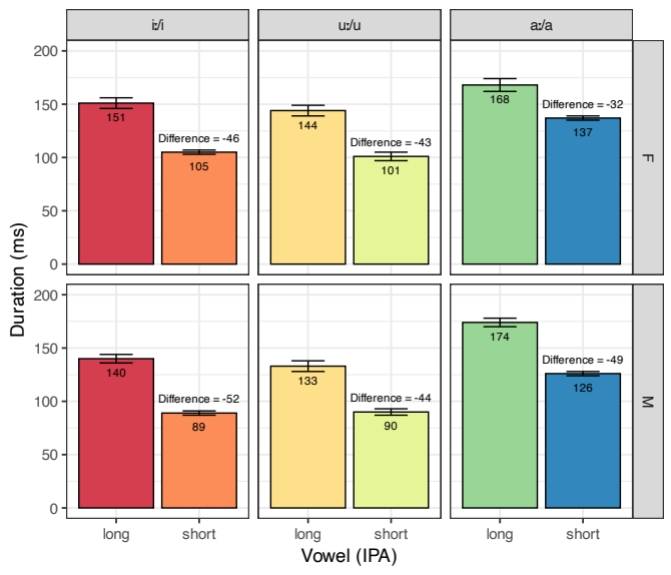 iː/i uː/u aː/a
200
150
100
50
0
151
Difference = -46
105
144
Difference = -43
101
168
Difference = -32
137
F
200
150
100
50
0
140
Difference = -52
89
133
Difference = -44
90
174
Difference = -49
126
M
Duration (ms)
long short long short long short
Vowel (IPA)